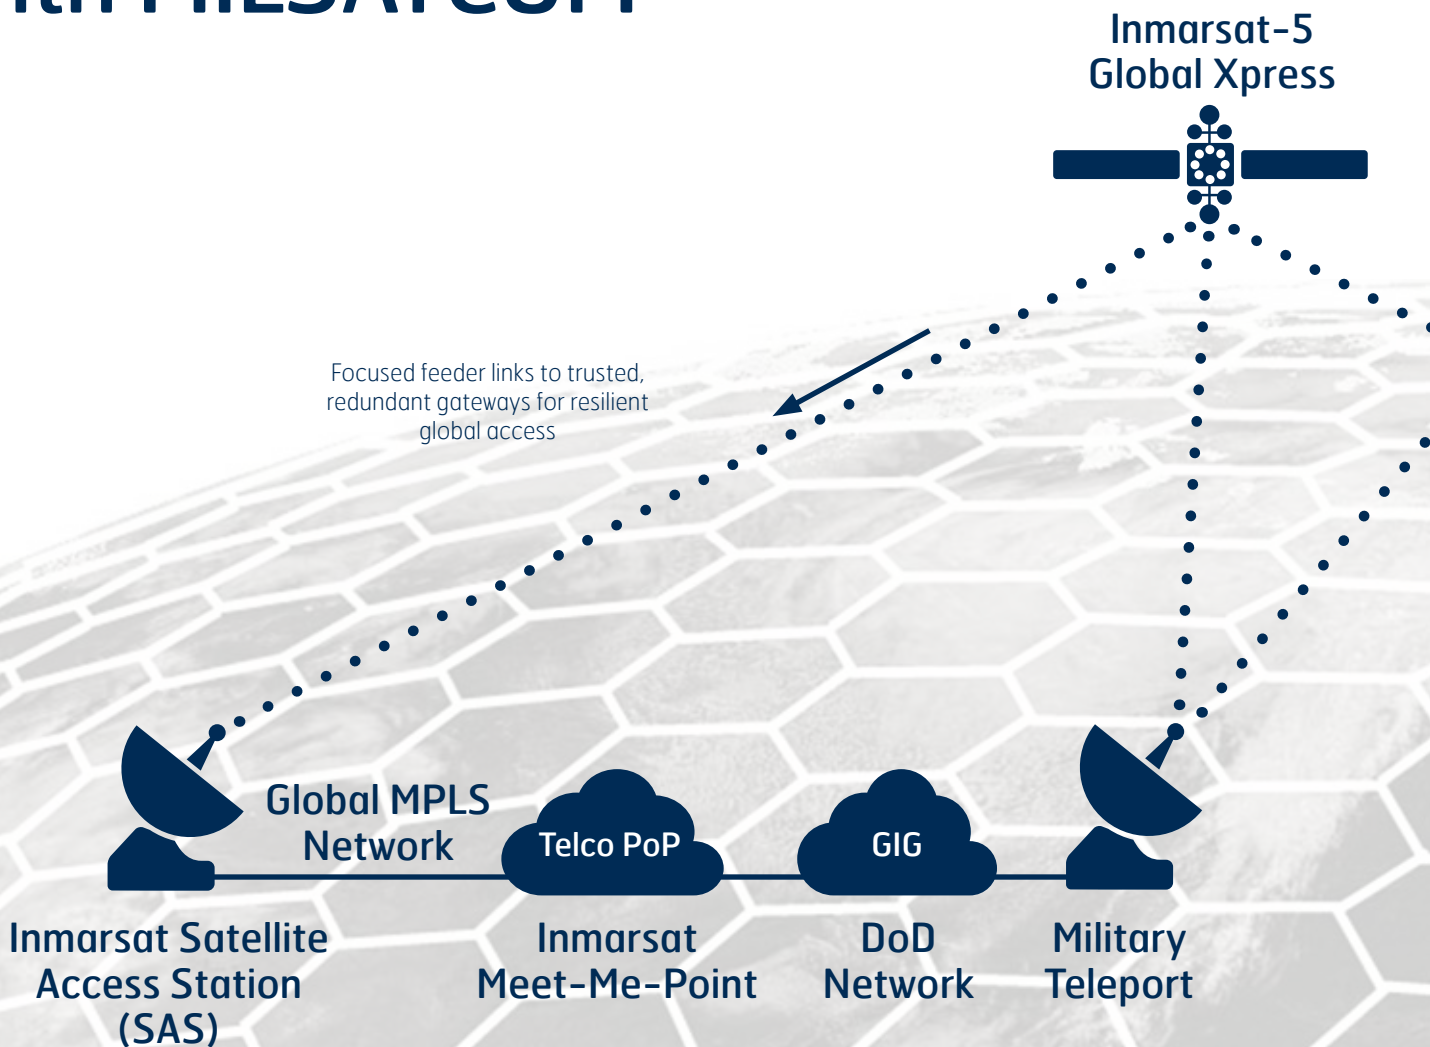 MILSATCOM
Inmarsat-5
Global Xpress
Focused feeder links to trusted,
redundant gateways for resilient
global access
Global MPLS
Network
Telco PoP
GIG
Inmarsat Satellite
Access Station
(SAS)
Inmarsat
Meet-Me-Point
DoD
Network
Military
Teleport